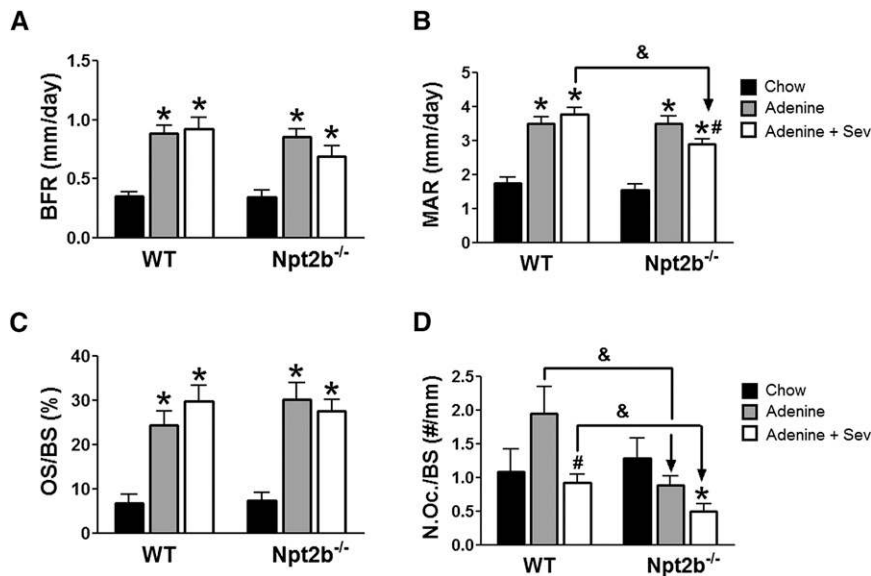 A
BFR (mm/day)
1.5
1.0
0.5
0.0
* * * *
WT Npt2b-/-
B
MAR (mm/day)
5
4
3
2
1
0
&
* * * *#
WT Npt2b-/-
Chow
Adenine
Adenine + Sev
C
OS/BS (%)
40
30
20
10
0
* * * *
WT Npt2b-/-
D
N.Oc./BS (#/mm)
2.5
2.0
1.5
1.0
0.5
0.0
&
&
# *
WT Npt2b-/-
Chow
Adenine
Adenine + Sev